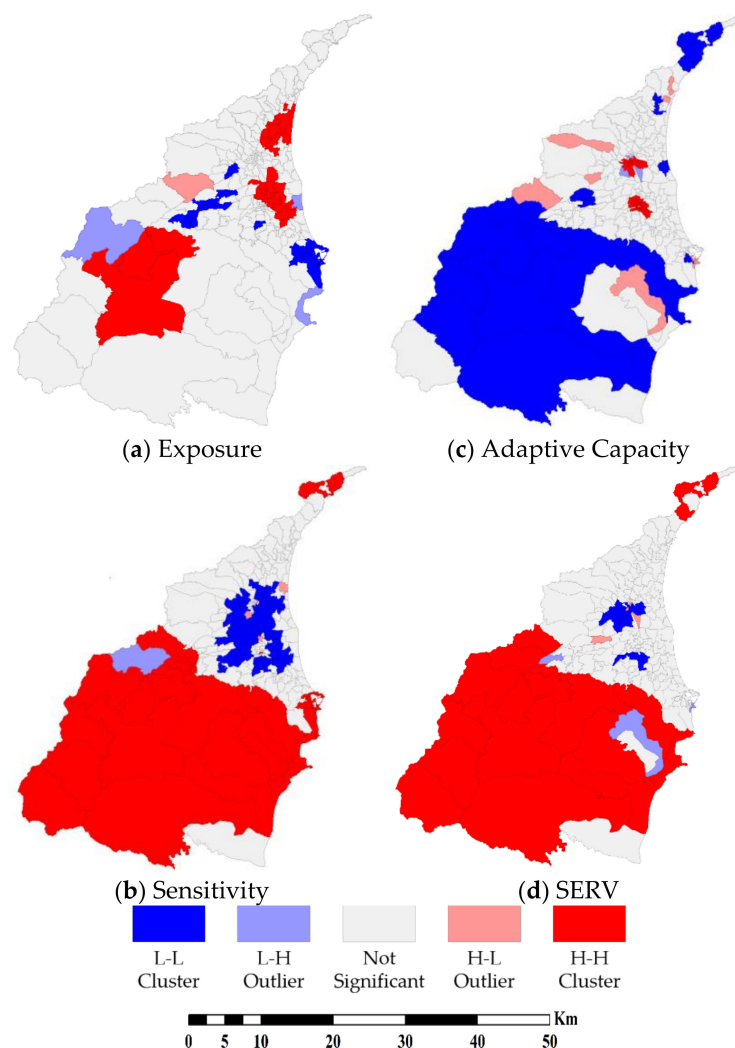 (a) Exposure
(c) Adaptive Capacity
(b) Sensitivity
(d) SERV
L-L
Cluster
L-H
Outlier
Not
Significant
H-L
Outlier
H-H
Cluster
Km
0 5 10 20 30 40 50